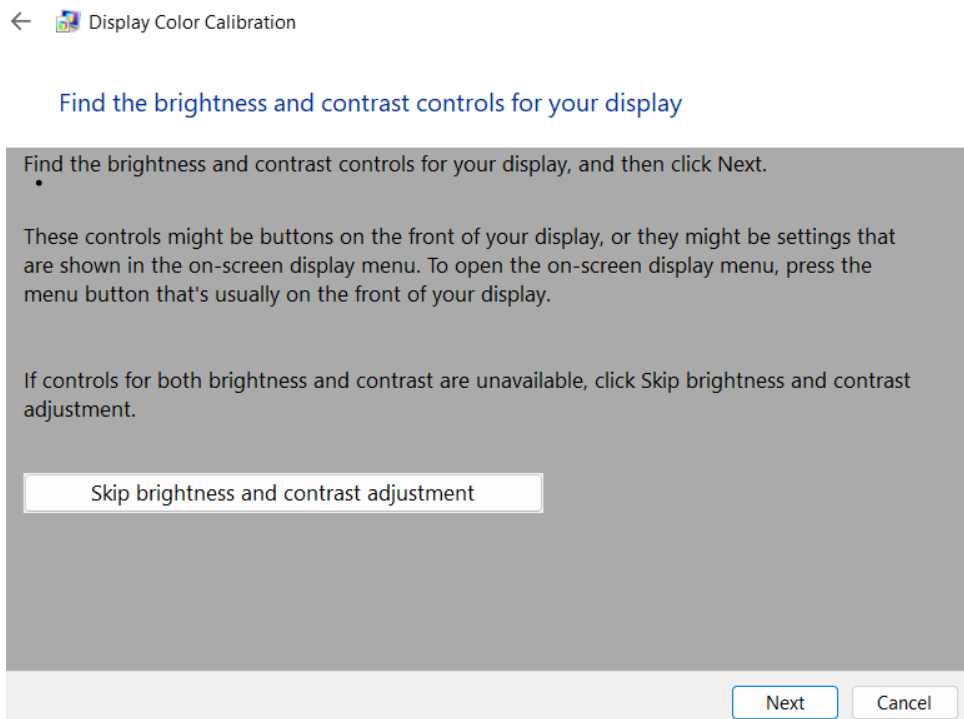 Display Color Calibration
Find the brightness and contrast controls for your display
Find the brightness and contrast controls for your display, and then click Next.
•
These controls might be buttons on the front of your display, or they might be settings that
are shown in the on-screen display menu. To open the on-screen display menu, press the
menu button that's usually on the front of your display.
If controls for both brightness and contrast are unavailable, click Skip brightness and contrast
adjustment.
Skip brightness and contrast adjustment
Next Cancel